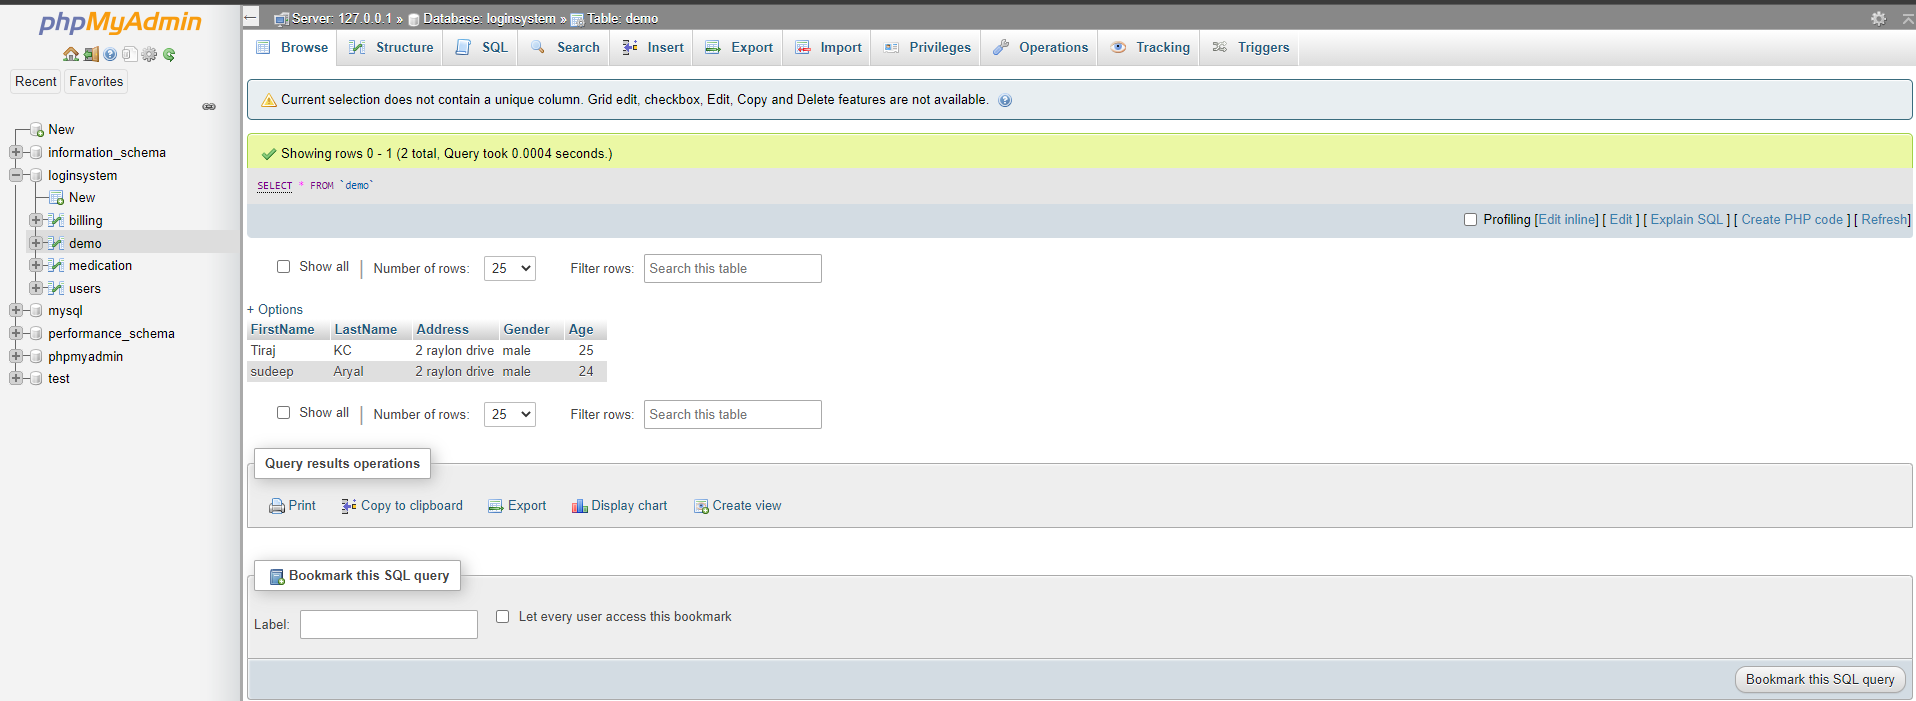 phpMyAdmin
Recent Favorites
New
information_schema
loginsystem
New
billing
demo
medication
users
mysql
performance_schema
phpmyadmin
test
Server: 127.0.0.1 » Database: loginsystem » Table: demo
Browse Structure SQL Search Insert Export Import Privileges Operations Tracking Triggers
Current selection does not contain a unique column. Grid edit, checkbox, Edit, Copy and Delete features are not available.
Showing rows 0 - 1 (2 total, Query took 0.0004 seconds.)
SELECT * FROM `demo`
Profiling [Edit inline] [ Edit ] [ Explain SQL ] [ Create PHP code ] [ Refresh]
Show all | Number of rows: 25 Filter rows: Search this table
+ Options
FirstName LastName Address Gender Age
Tiraj KC 2 raylon drive male 25
sudeep Aryal 2 raylon drive male 24
Show all | Number of rows: 25 Filter rows: Search this table
Query results operations
Print Copy to clipboard Export Display chart Create view
Bookmark this SQL query
Label: Let every user access this bookmark
Bookmark this SQL query